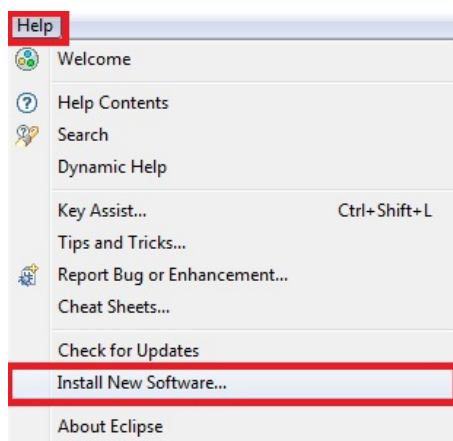 Help
Welcome
Help Contents
Search
Dynamic Help
Key Assist... Ctrl+Shift+L
Tips and Tricks...
Report Bug or Enhancement...
Cheat Sheets...
Check for Updates
Install New Software...
About Eclipse